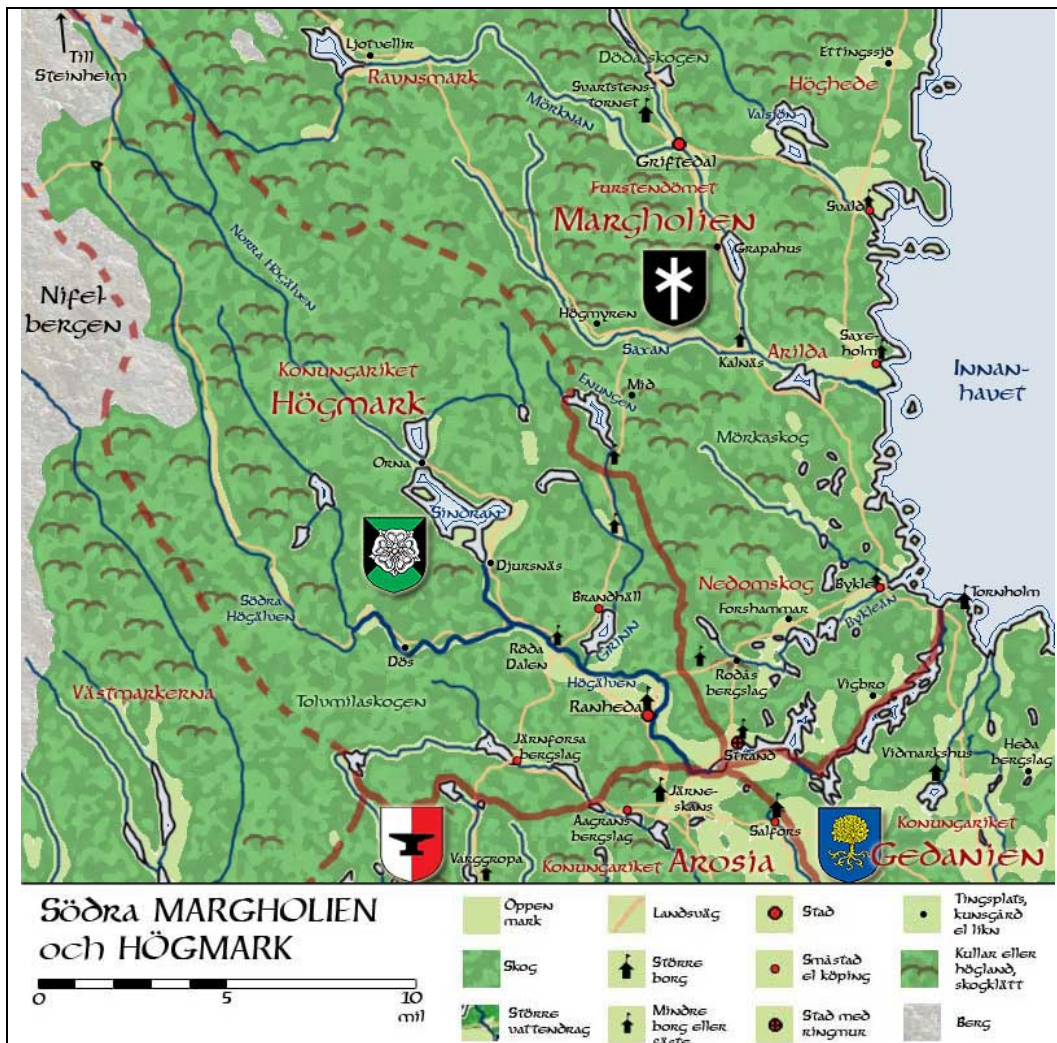 Till
Steinheim
Ljotvellir
Ravnsmark
Döda skogen
Svartstens-
tornet
Mörknan
Griftedal
Ettingssjö
Höghede
Valsjön
Furstendömet
Margholien
Svald
Grapahus
Norra Högälven
Nifel-
bergen
Högmyren
Saxån
Kalnäs
Arilda
Saxe-
holm
Innan-
havet
Konungariket
Högmark
Enungen
Mid
Mörkaskog
Orna
Sindran
Djursnäs
Nedomskog
Bykle
Tornholm
Forshammar
Byklean
Brandhäll
Grinn
Södra
Högälven
Dös
Röda
Dalen
Högälven
Rödås
bergslag
Vigbro
Västmarkerna
Tolvmilaskogen
Ranheda
Järnforsa
bergslag
Strand
Vidmarkshus
Heda
bergslag
Järne-
skans
Aagrans
bergslag
Salfors
Konungariket
Gedanien
Varggropa
Konungariket Arosia
Södra MARGHOLIEN
och HÖGMARK
0 5 10
mil
Öppen
mark
Landsväg
Stad
Tingsplats,
kunsgård
el likn
Skog
Större
borg
Småstad
el köping
Kullar eller
högland,
skogklätt
Större
vattendrag
Mindre
borg eller
Stad med
ringmur
Berg